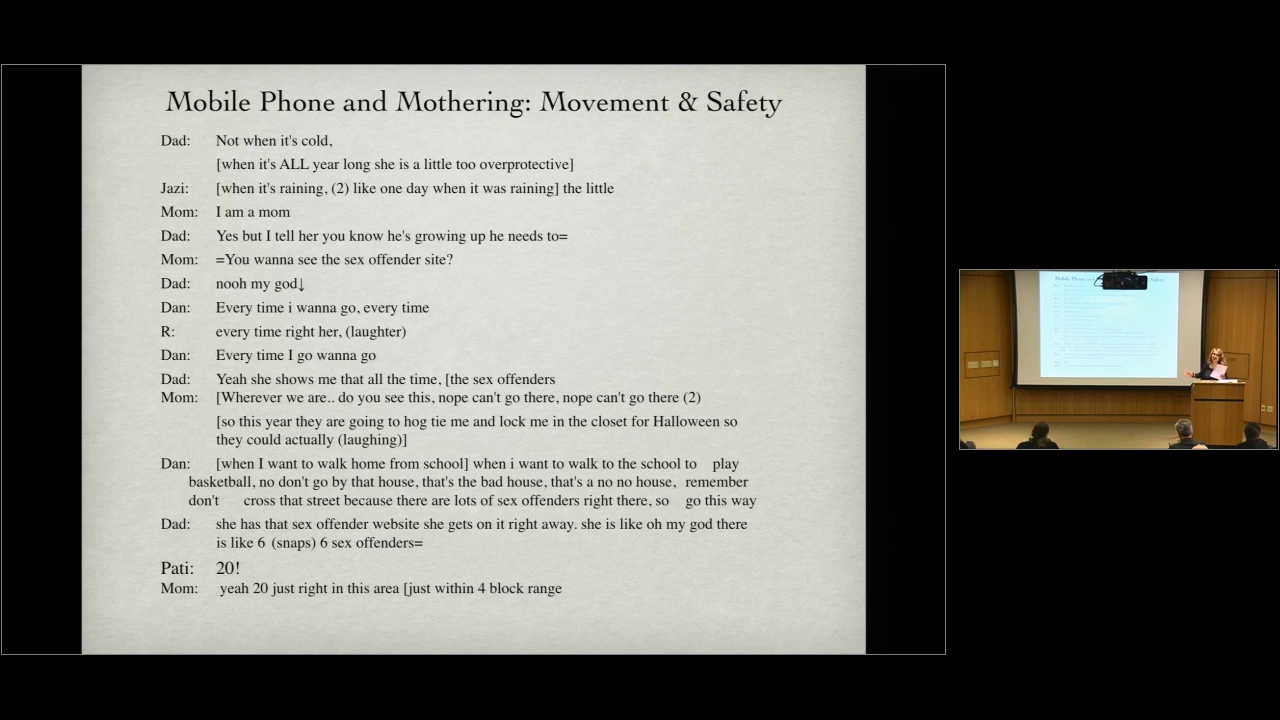 Mobile Phone and Mothering: Movement & Safety
Dad: Not when it's cold,
[when it's ALL year long she is a little too overprotective]
Jazi: [when it's raining, (2) like one day when it was raining] the little
Mom: I am a mom
Dad: Yes but I tell her you know he's growing up he needs to=
Mom: =You wanna see the sex offender site?
Dad: nooh my god↓
Dan: Every time i wanna go, every time
R: every time right her, (laughter)
Dan: Every time I go wanna go
Dad: Yeah she shows me that all the time, [the sex offenders
Mom: [Wherever we are.. do you see this, nope can't go there, nope can't go there (2)
[so this year they are going to hog tie me and lock me in the closet for Halloween so
they could actually (laughing)]
Dan: [when I want to walk home from school] when i want to walk to the school to play
basketball, no don't go by that house, that's the bad house, that's a no no house, remember
don't cross that street because there are lots of sex offenders right there, so go this way
Dad: she has that sex offender website she gets on it right away. she is like oh my god there
is like 6 (snaps) 6 sex offenders=
Pati: 20!
Mom: yeah 20 just right in this area [just within 4 block range